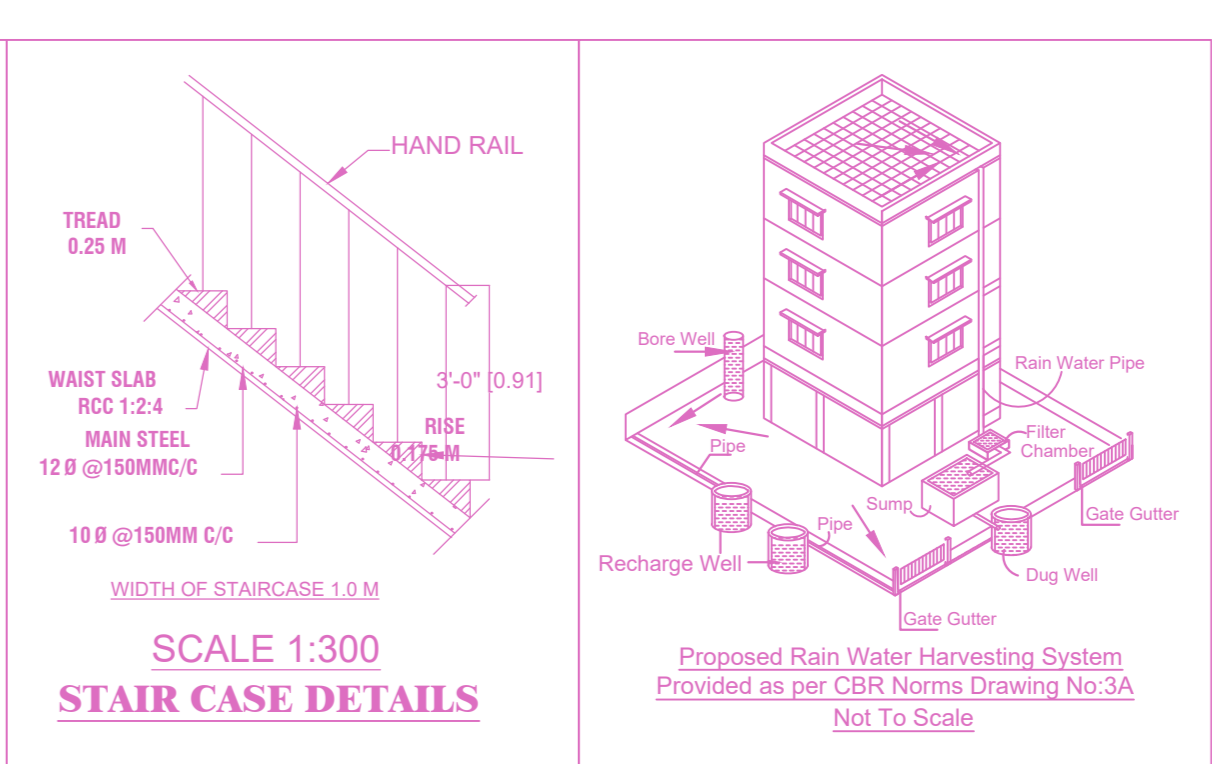 HAND RAIL
TREAD
0.25 M
WAIST SLAB
RCC 1:2:4
MAIN STEEL
12 Ø @150MMC/C
10 Ø @150MM C/C
3'-0" [0.91]
RISE
0.175 M
WIDTH OF STAIRCASE 1.0 M
SCALE 1:300
STAIR CASE DETAILS
Bore Well
Rain Water Pipe
Filter
Chamber
Pipe
Sump
Pipe
Gate Gutter
Recharge Well
Dug Well
Gate Gutter
Proposed Rain Water Harvesting System
Provided as per CBR Norms Drawing No:3A
Not To Scale